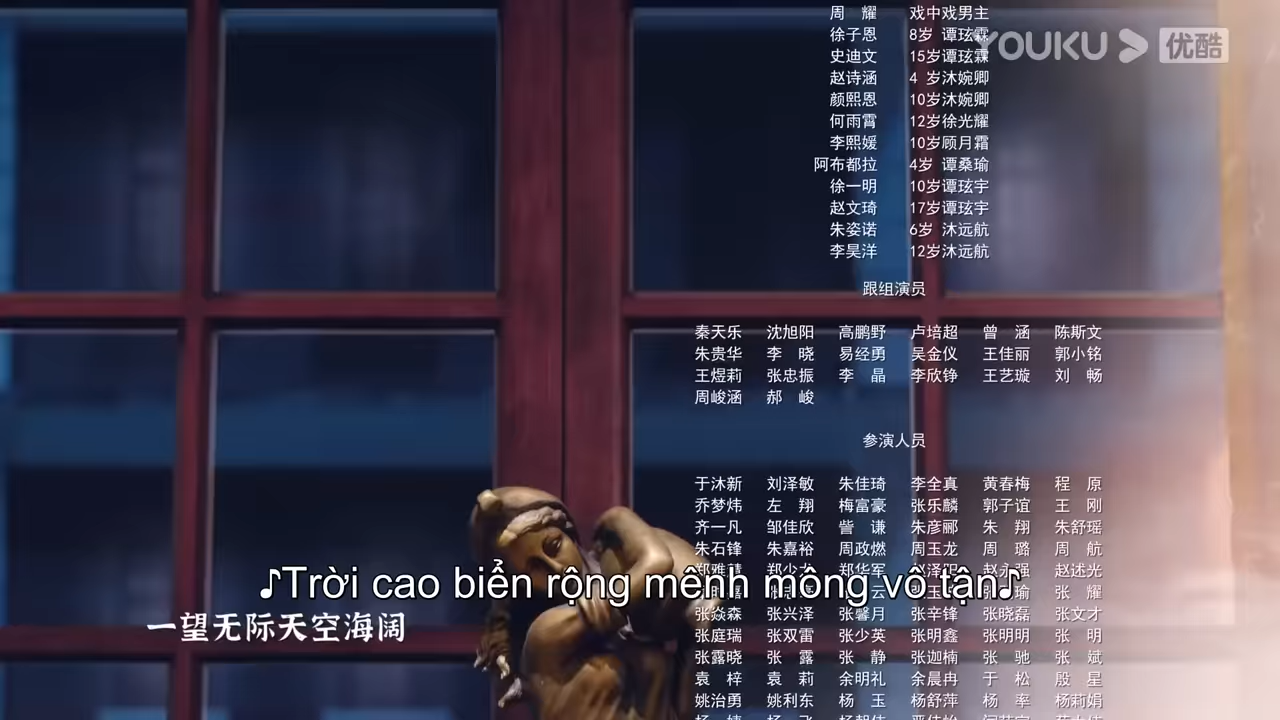 周　耀　戏中戏男主
徐子恩　8岁 谭玹霖
YOUKU 优酷
史迪文　15岁谭玹霖
赵诗涵　4 岁沐婉卿
颜熙恩　10岁沐婉卿
何雨霄　12岁徐光耀
李熙媛　10岁顾月霜
阿布都拉　4岁 谭桑瑜
徐一明　10岁谭玹宇
赵文琦　17岁谭玹宇
朱姿诺　6岁 沐远航
李昊洋　12岁沐远航
跟组演员
秦天乐　沈旭阳　高鹏野　卢培超　曾　涵　陈斯文
朱贵华　李　晓　易经勇　吴金仪　王佳丽　郭小铭
王煜莉　张忠振　李　晶　李欣铮　王艺璇　刘　畅
周峻涵　郝　峻
参演人员
于沐新　刘泽敏　朱佳琦　李全真　黄春梅　程　原
乔梦炜　左　翔　梅富豪　张乐麟　郭子谊　王　刚
齐一凡　邹佳欣　訾　谦　朱彦郦　朱　翔　朱舒瑶
朱石锋　朱嘉裕　周政燃　周玉龙　周　璐　周　航
郑华军　赵述光
♪Trời cao biển rộng mênh mông vô tận♪
张　耀
一望无际天空海阔
张焱森　张兴泽　张馨月　张辛锋　张晓磊　张文才
张庭瑞　张双雷　张少英　张明鑫　张明明　张　明
张露晓　张　露　张　静　张迦楠　张　驰　张　斌
袁　梓　袁　莉　余明礼　余晨冉　于　松　殷　星
姚治勇　姚利东　杨　玉　杨舒萍　杨　率　杨莉娟